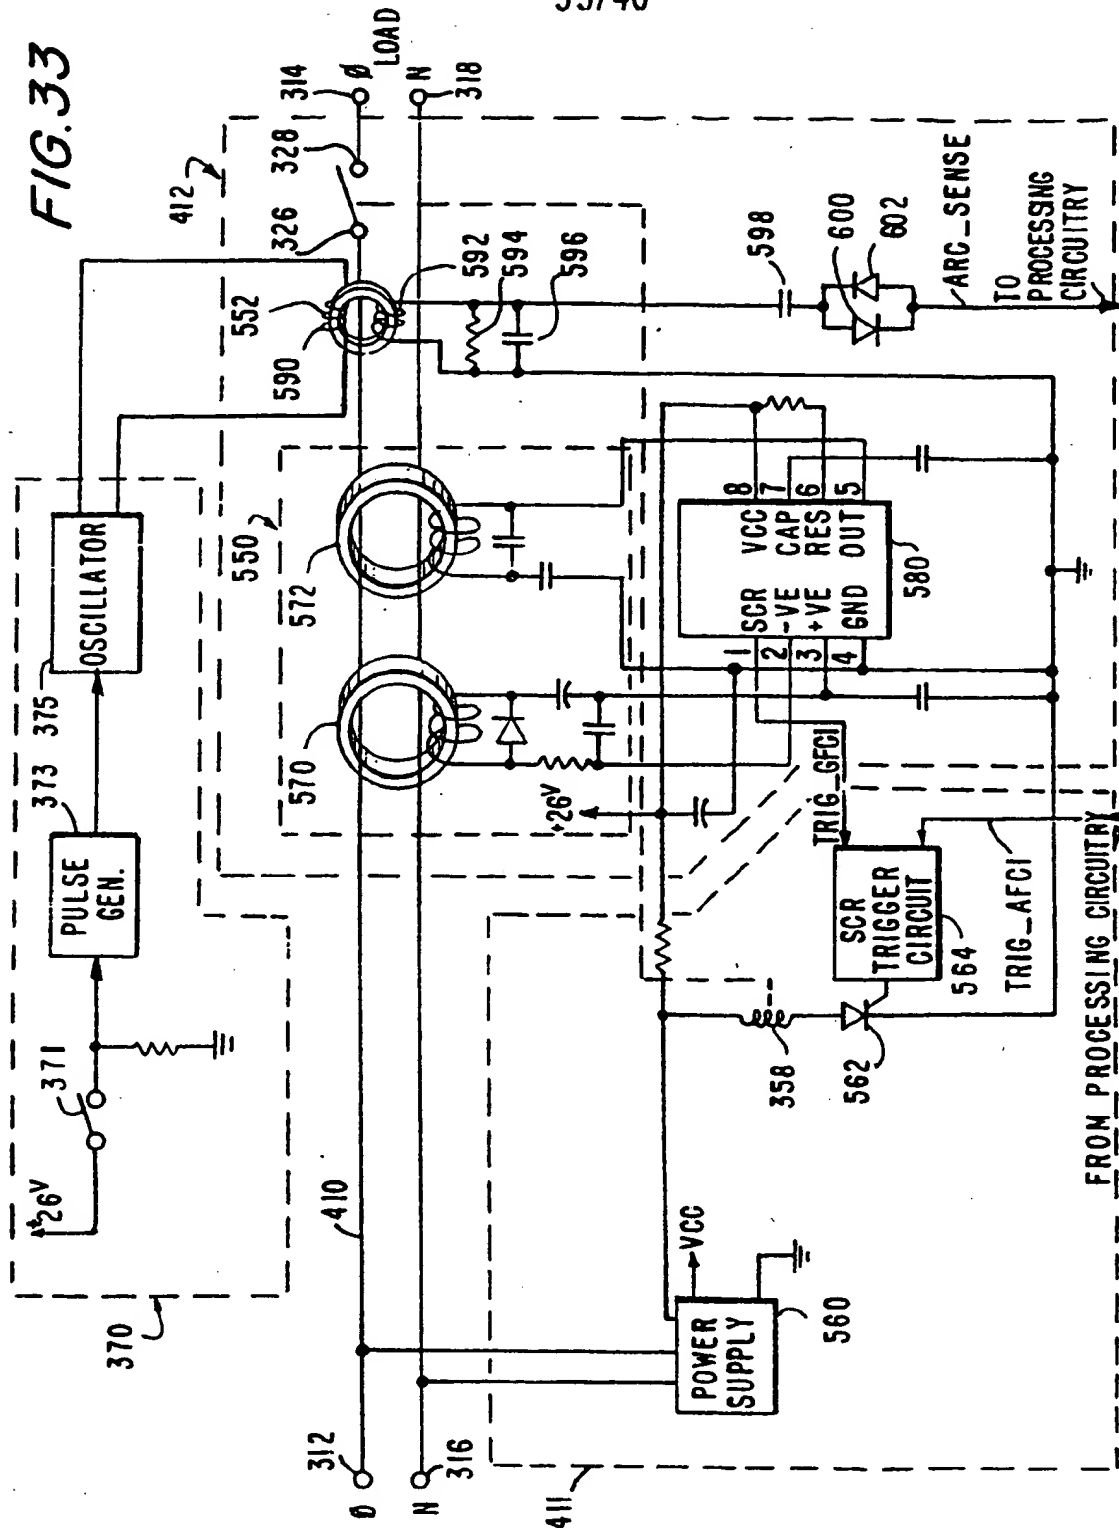 FIG.33
370
+26V
371
PULSE
GEN.
373
375
OSCILLATOR
412
590
552
326
328
314
Ø
LOAD
N
318
312
Ø
N
316
410
570
572
550
592
594
596
598
600
602
ARC_SENSE
TO
PROCESSING
CIRCUITRY
+26V
1
2
3
4
SCR
-VE
+VE
GND
VCC
CAP
RES
OUT
8
7
6
5
580
TRIG_GFCI
SCR
TRIGGER
CIRCUIT
564
TRIG_AFCI
358
562
VCC
POWER
SUPPLY
560
411
FROM PROCESSING CIRCUITRY